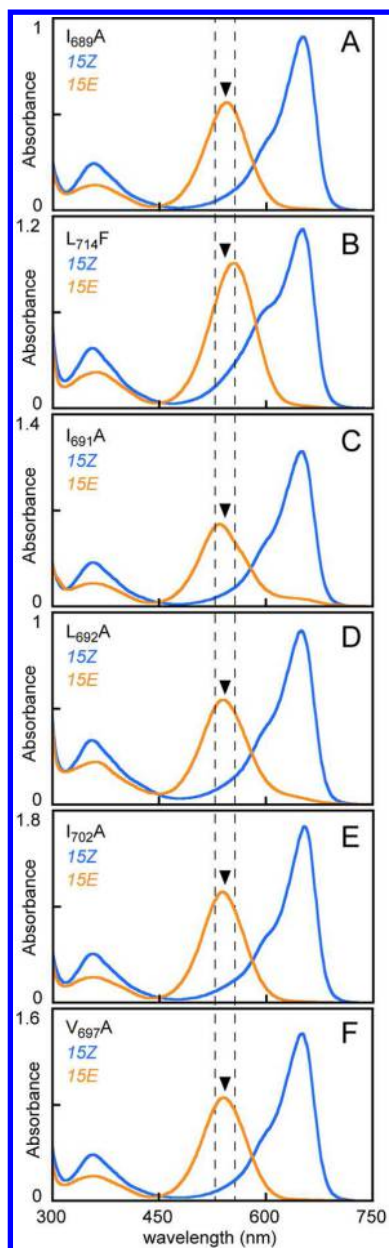 1
I689A
A
15Z
15E
Absorbance
0
1.2
L714F
B
15Z
15E
Absorbance
0
1.4
I691A
C
15Z
15E
Absorbance
0
1
L692A
D
15Z
15E
Absorbance
0
1.8
I702A
E
15Z
15E
Absorbance
0
1.6
V697A
F
15Z
15E
Absorbance
0
300 450 600 750
wavelength (nm)